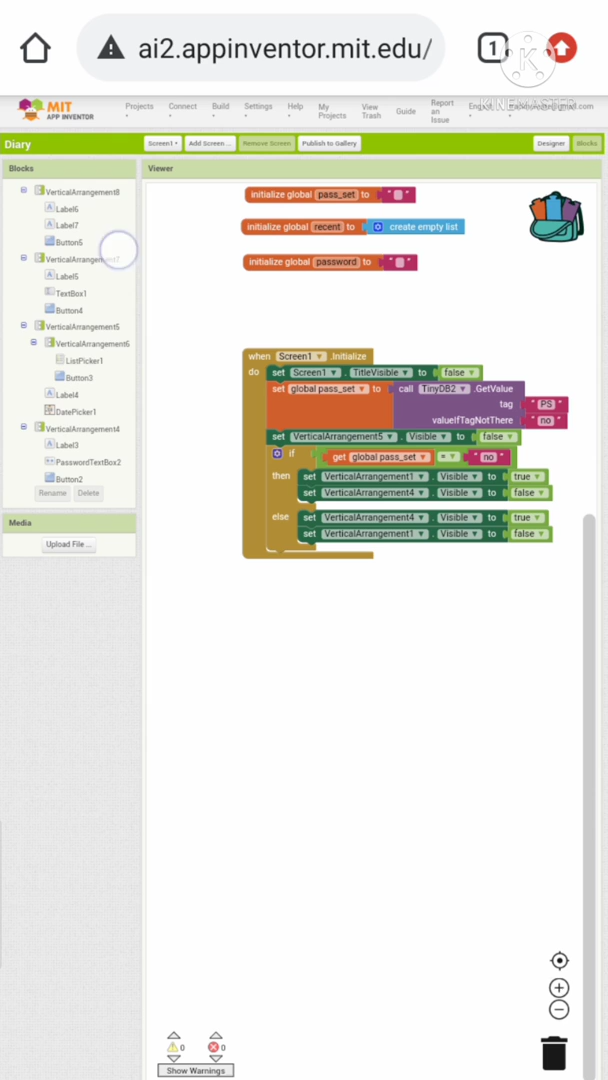 ai2.appinventor.mit.edu/
1
K
KINEMASTER
MIT
APP INVENTOR
Projects
Connect
Build
Settings
Help
My Projects
View Trash
Guide
Report an Issue
Diary
Screen1
Add Screen...
Remove Screen
Publish to Gallery
Designer
Blocks
Blocks
Viewer
VerticalArrangement8
Label6
Label7
Button5
VerticalArrangement7
Label5
TextBox1
Button4
VerticalArrangement5
VerticalArrangement6
ListPicker1
Button3
Label4
DatePicker1
VerticalArrangement4
Label3
PasswordTextBox2
Button2
Rename
Delete
Media
Upload File ...
initialize global pass_set to " "
initialize global recent to create empty list
initialize global password to " "
when Screen1 .Initialize
do set Screen1 . TitleVisible to false
set global pass_set to call TinyDB2 .GetValue
tag " PS "
valueIfTagNotThere " no "
set VerticalArrangement5 . Visible to false
if get global pass_set = " no "
then set VerticalArrangement1 . Visible to true
set VerticalArrangement4 . Visible to false
else set VerticalArrangement4 . Visible to true
set VerticalArrangement1 . Visible to false
0
0
Show Warnings